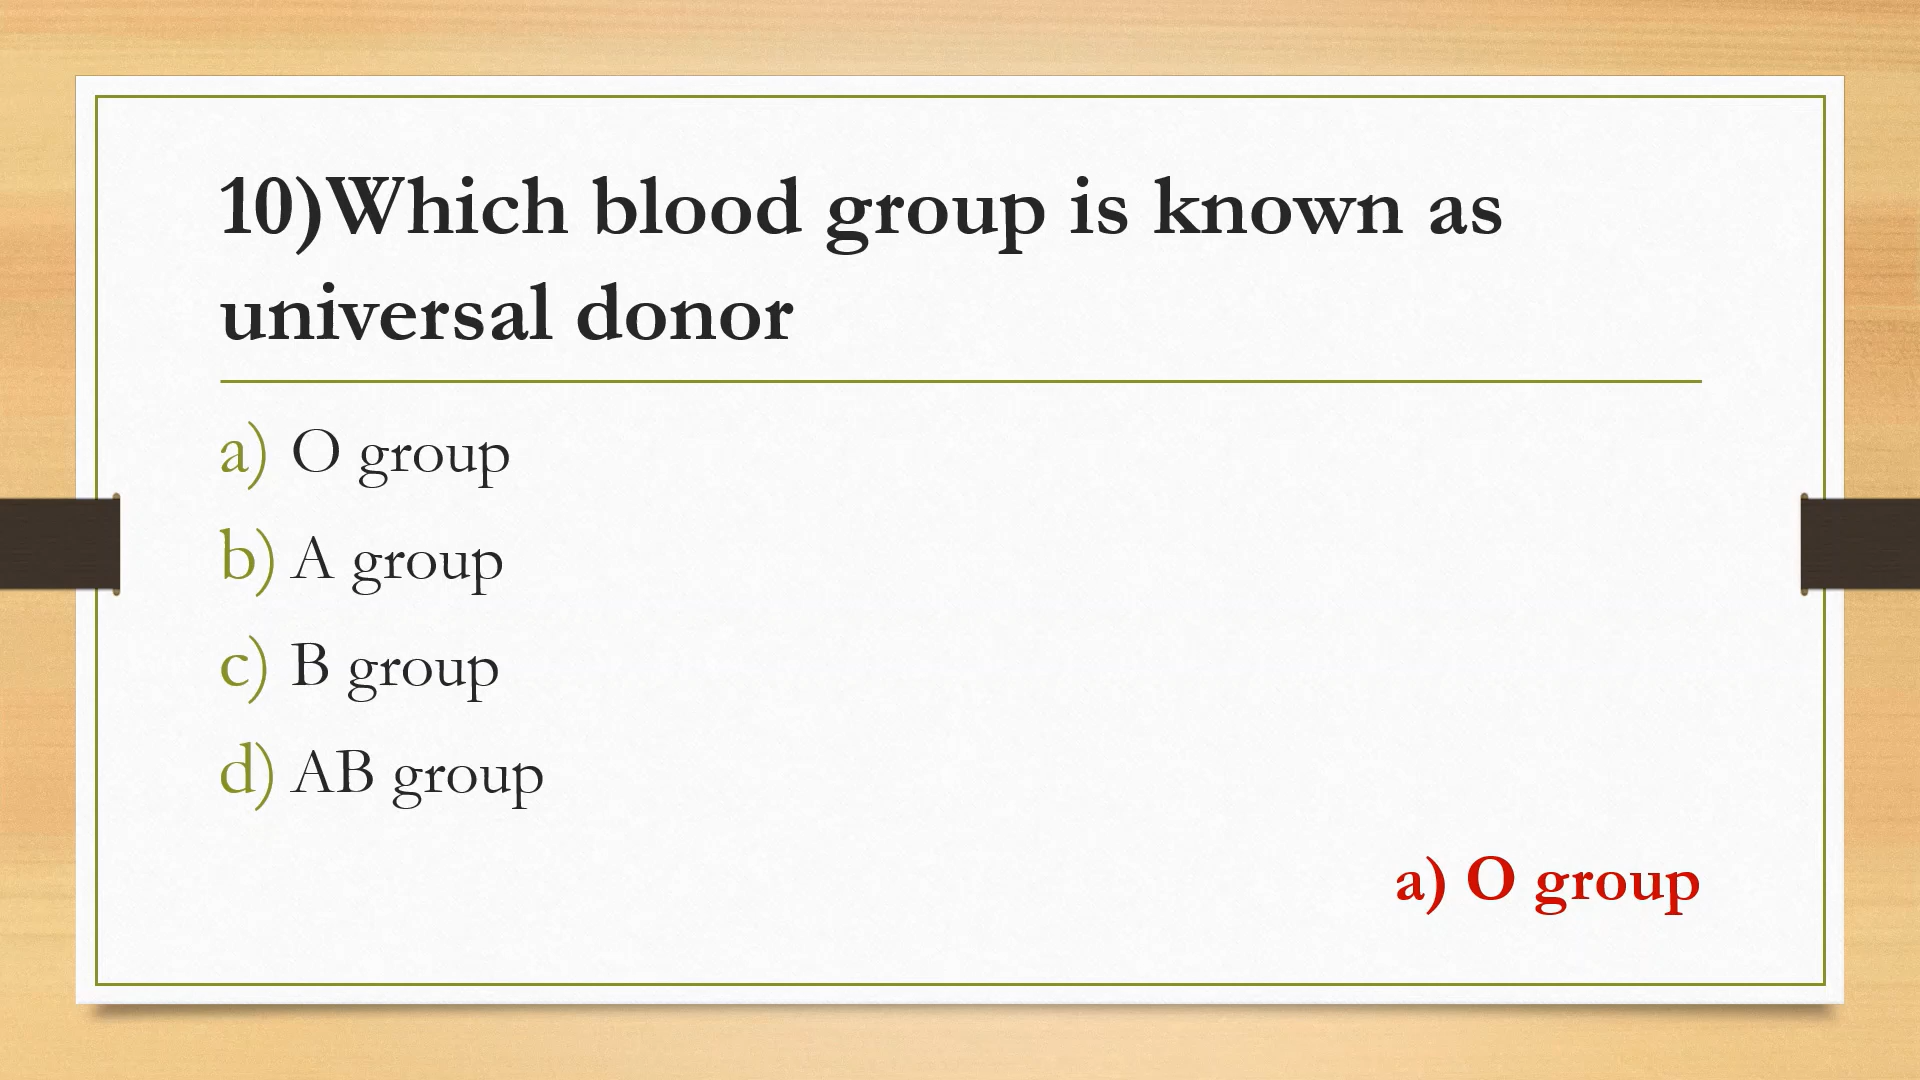 10)Which blood group is known as
universal donor
a) O group
b) A group
c) B group
d) AB group
a) O group